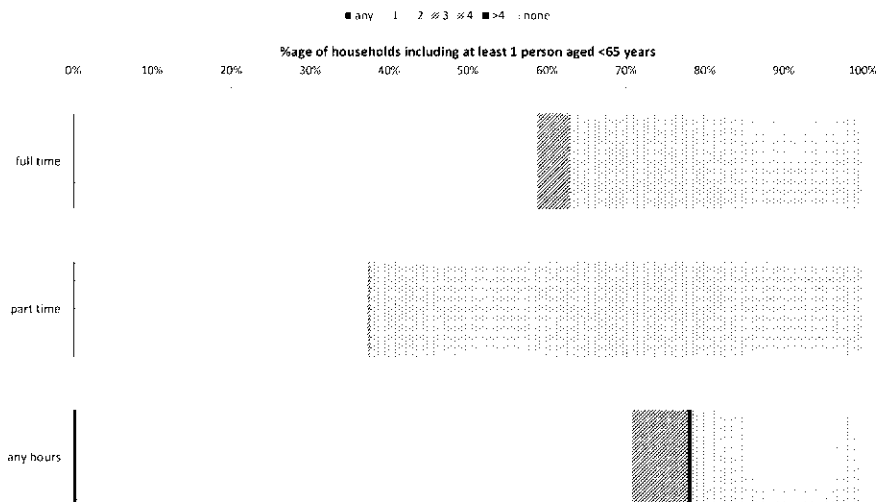 any 1 2 3 4 >4 none
%age of households including at least 1 person aged <65 years
0% 10% 20% 30% 40% 50% 60% 70% 80% 90% 100%
full time
part time
any hours